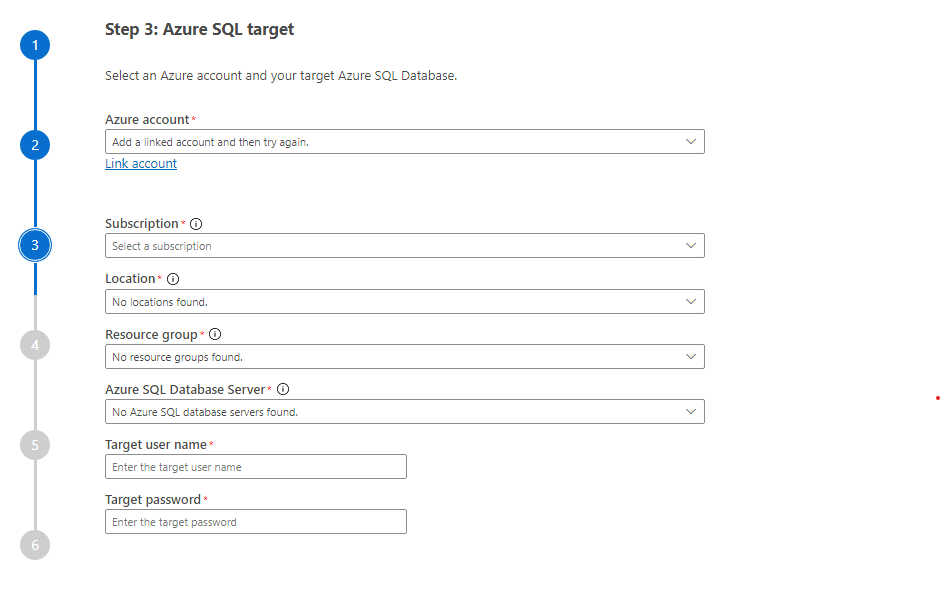 Step 3: Azure SQL target
1
Select an Azure account and your target Azure SQL Database.
Azure account*
2
Add a linked account and then try again.
Link account
Subscription*
3
Select a subscription
Location*
No locations found.
Resource group*
4
No resource groups found.
Azure SQL Database Server*
No Azure SQL database servers found.
Target user name*
5
Enter the target user name
Target password*
Enter the target password
6